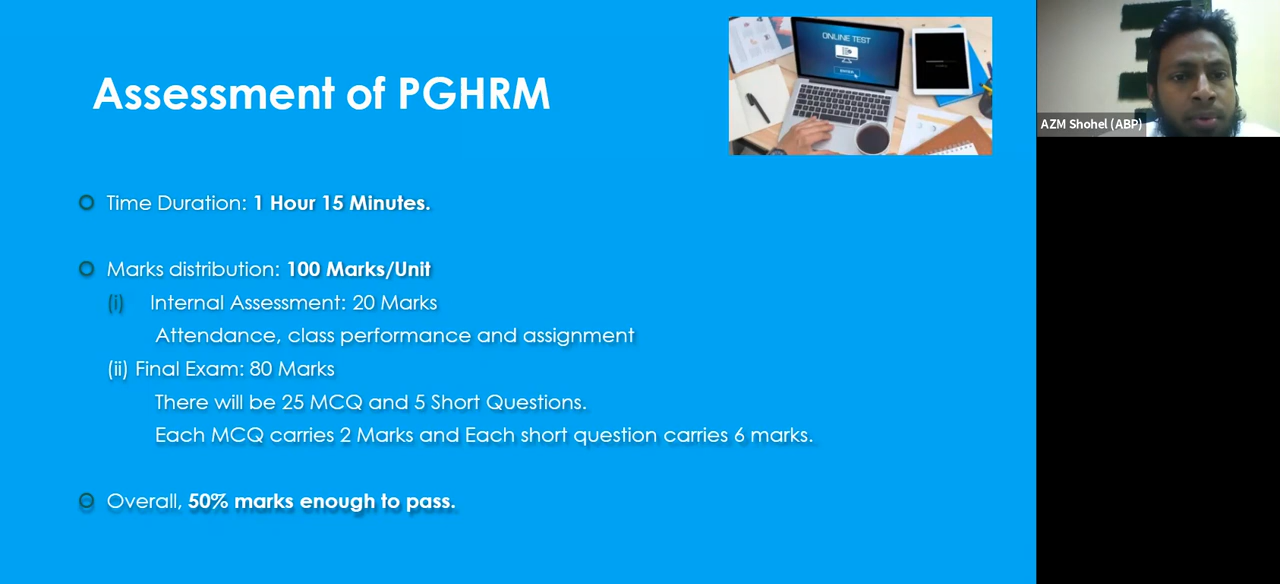 Assessment of PGHRM
ONLINE TEST
AZM Shohel (ABP)
Time Duration: 1 Hour 15 Minutes.
Marks distribution: 100 Marks/Unit
(i) Internal Assessment: 20 Marks
Attendance, class performance and assignment
(ii) Final Exam: 80 Marks
There will be 25 MCQ and 5 Short Questions.
Each MCQ carries 2 Marks and Each short question carries 6 marks.
Overall, 50% marks enough to pass.